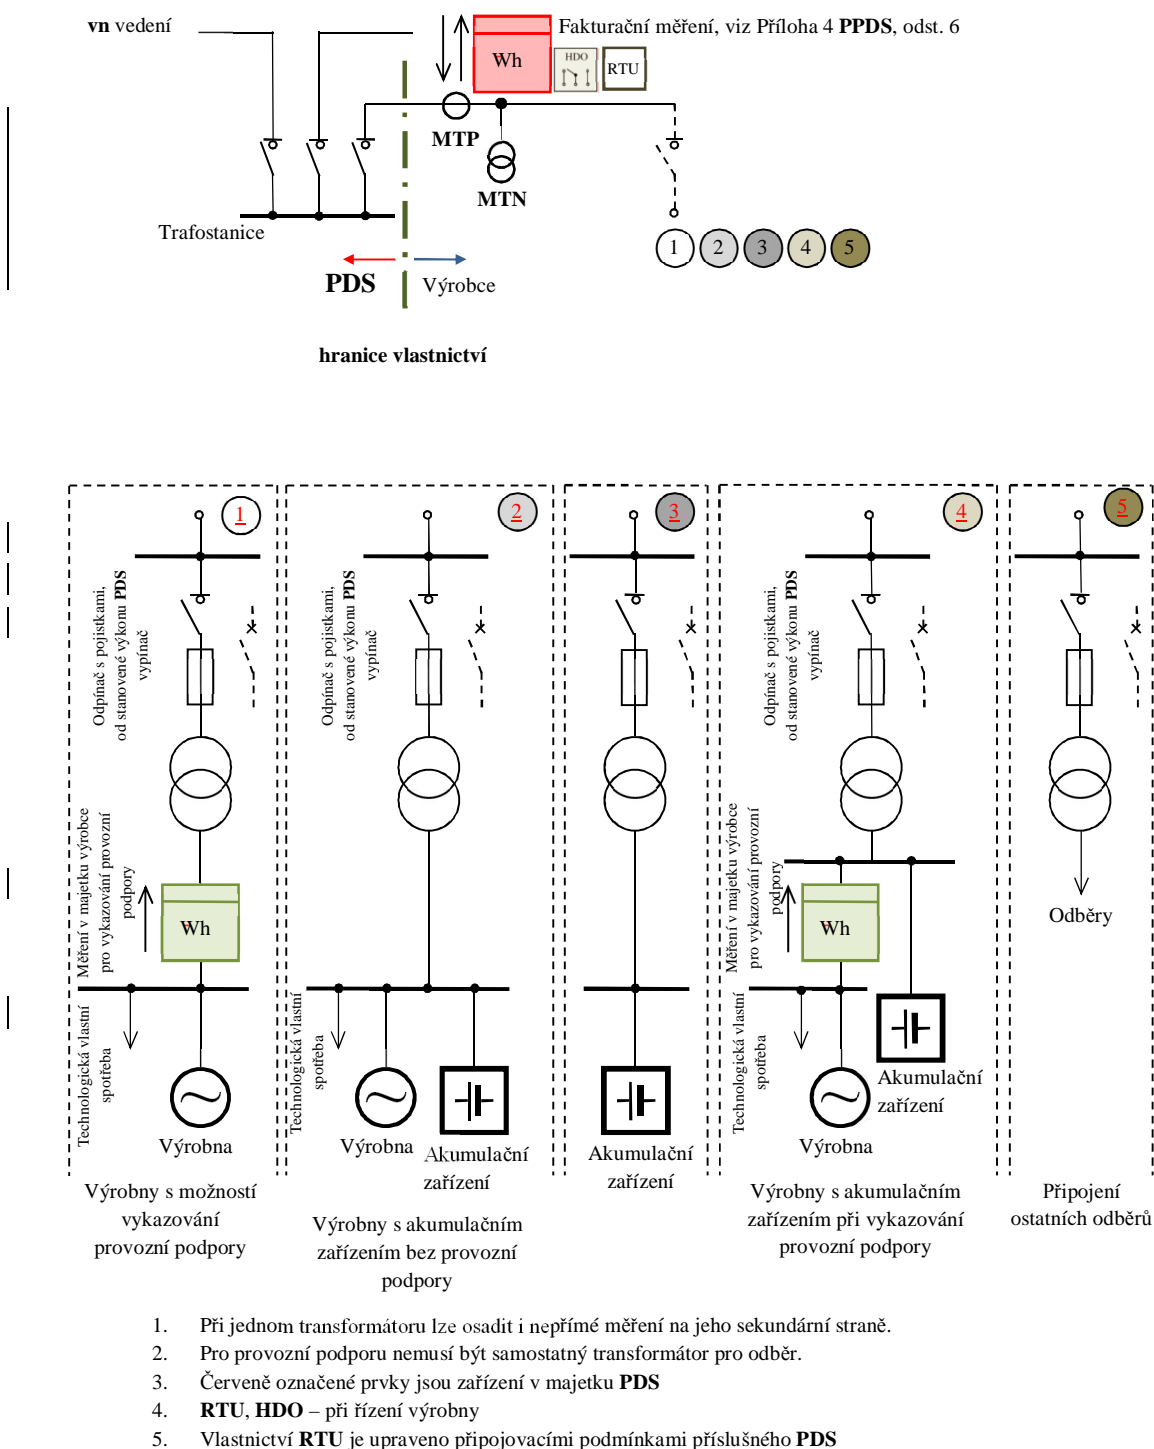 vn vedení
Fakturační měření, viz Příloha 4 PPDS, odst. 6
Wh
HDO
RTU
MTP
MTN
Trafostanice
1 2 3 4 5
PDS
Výrobce
hranice vlastnictví
1
Odpínač s pojistkami,
od stanovené výkonu PDS
vypínač
Měření v majetku výrobce
pro vykazování provozní
podpory
Wh
Technologická vlastní
spotřeba
Výrobna
Výrobny s možností
vykazování
provozní podpory
2
Odpínač s pojistkami,
od stanovené výkonu PDS
vypínač
Technologická vlastní
spotřeba
Výrobna
Akumulační
zařízení
Výrobny s akumulačním
zařízením bez provozní
podpory
3
Akumulační
zařízení
4
Odpínač s pojistkami,
od stanovené výkonu PDS
vypínač
Měření v majetku výrobce
pro vykazování provozní
podpory
Wh
Technologická vlastní
spotřeba
Výrobna
Akumulační
zařízení
Výrobny s akumulačním
zařízením při vykazování
provozní podpory
5
Odběry
Připojení
ostatních odběrů
1. Při jednom transformátoru lze osadit i nepřímé měření na jeho sekundární straně.
2. Pro provozní podporu nemusí být samostatný transformátor pro odběr.
3. Červeně označené prvky jsou zařízení v majetku PDS
4. RTU, HDO – při řízení výrobny
5. Vlastnictví RTU je upraveno připojovacími podmínkami příslušného PDS